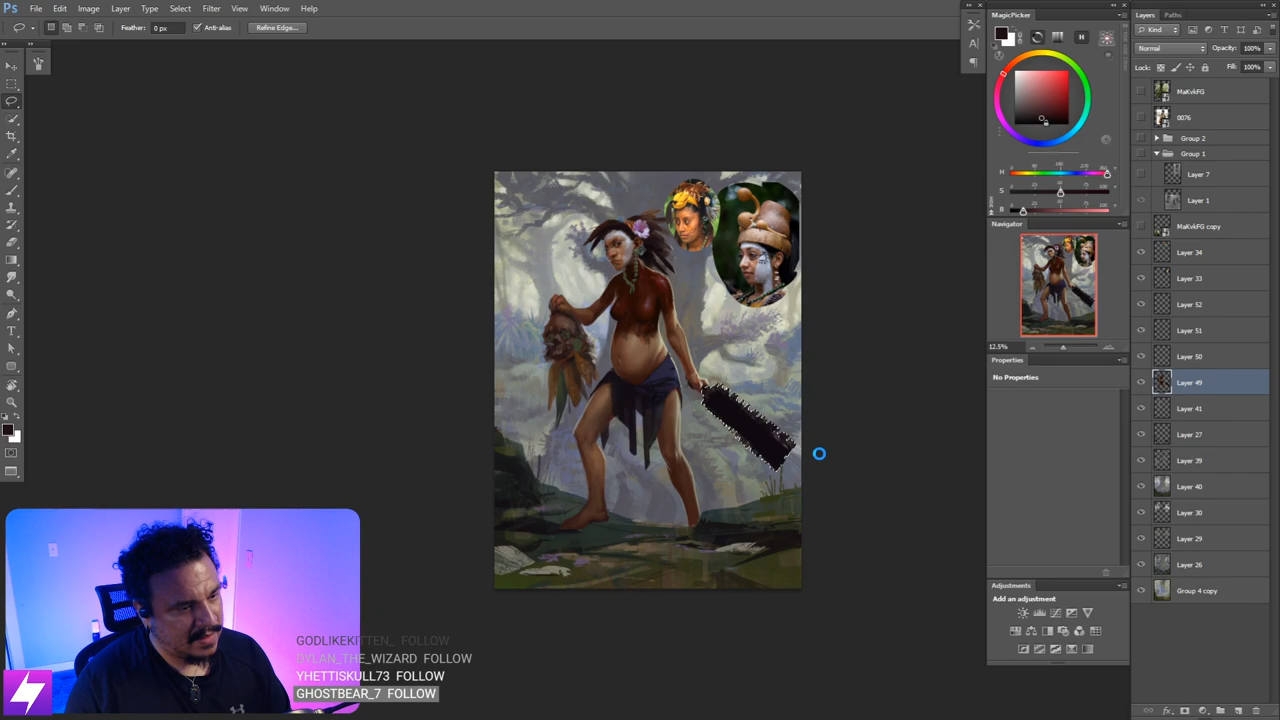 Ps File Edit Image Layer Type Select Filter View Window Help
Feather: 0 px Anti-alias Refine Edge...
MagicPicker
H
H
S
B
Navigator
12.5%
Properties
No Properties
Adjustments
Add an adjustment
Layers Paths
Kind
Normal Opacity: 100%
Lock: Fill: 100%
MaKvkFG
0076
Group 2
Group 1
Layer 7
Layer 1
MaKvkFG copy
Layer 34
Layer 33
Layer 52
Layer 51
Layer 50
Layer 49
Layer 41
Layer 27
Layer 39
Layer 40
Layer 30
Layer 29
Layer 26
Group 4 copy
GODLIKEKITTEN_ FOLLOW
DYLAN_THE_WIZARD FOLLOW
YHETTISKULL73 FOLLOW
GHOSTBEAR_7 FOLLOW